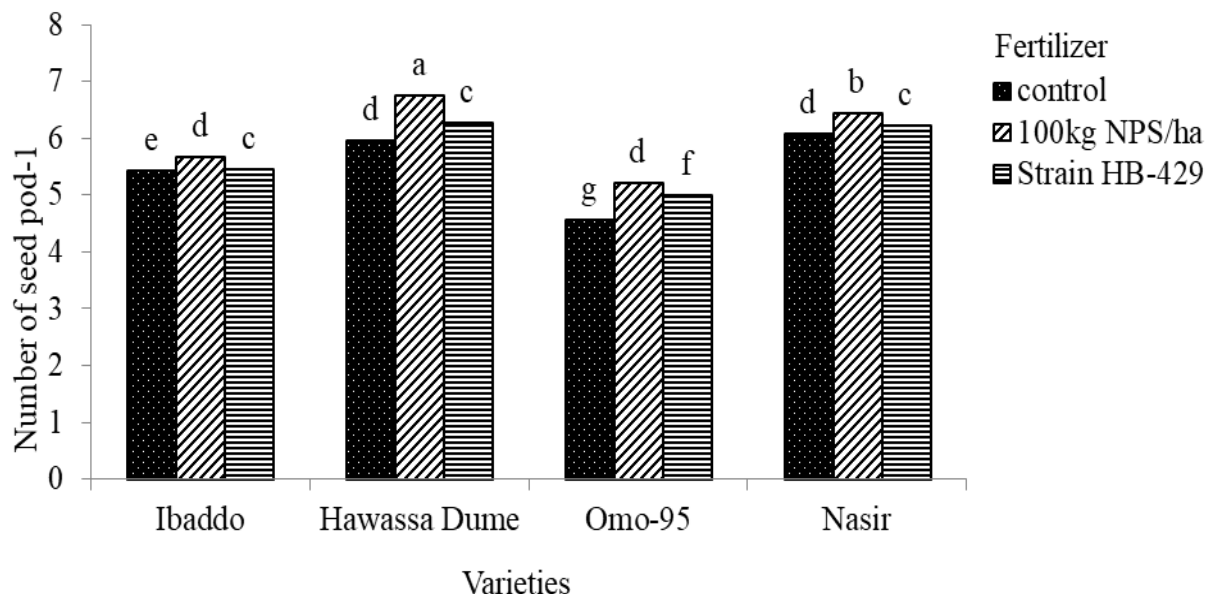 Number of seed pod-1
8
7
6
5
4
3
2
1
0
e d c
d a c
g d f
d b c
Ibaddo Hawassa Dume Omo-95 Nasir
Varieties
Fertilizer
control
100kg NPS/ha
Strain HB-429